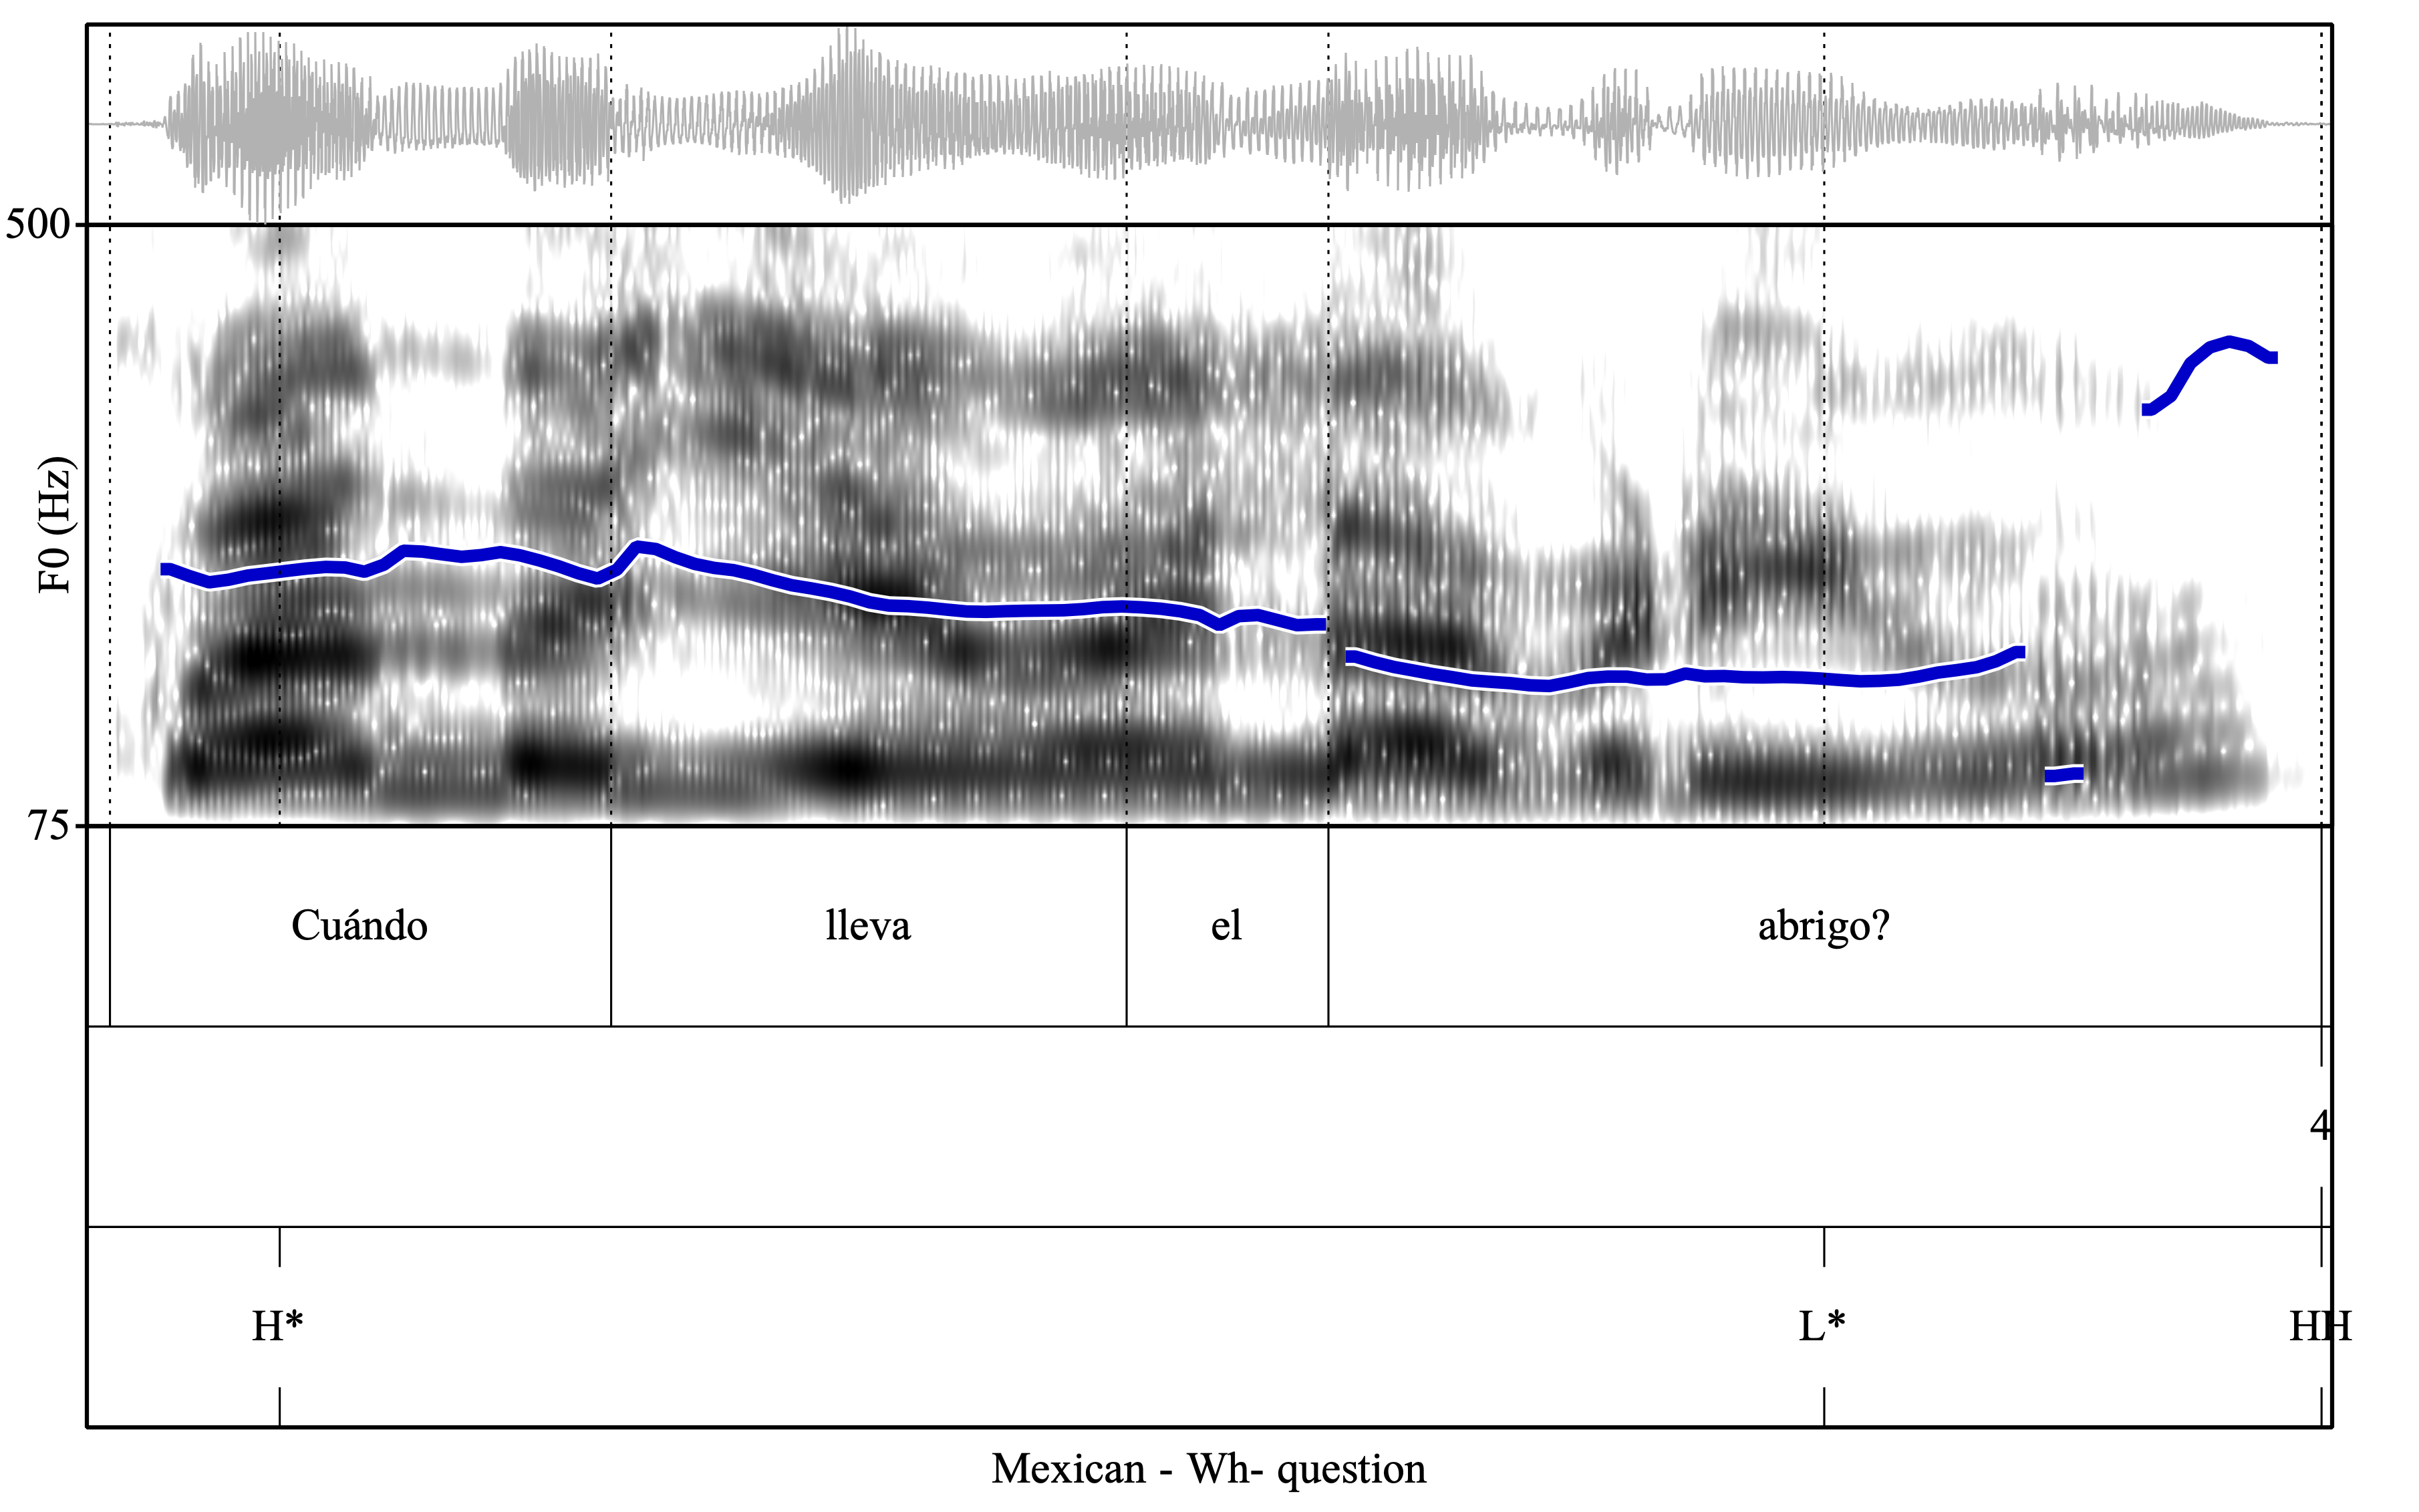 500
F0 (Hz)
75
Cuándo lleva el abrigo?
4
H* L* HH
Mexican - Wh- question